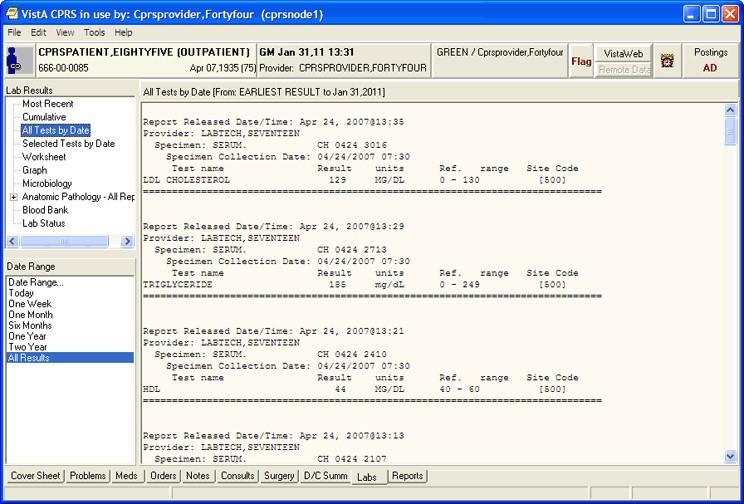 VistA CPRS in use by: Cprsprovider,Fortyfour (cprsnode1)
File Edit View Tools Help
CPRSPATIENT,EIGHTYFIVE (OUTPATIENT) GM Jan 31,11 13:31 GREEN / Cprsprovider,Fortyfour Flag VistaWeb Postings
666-00-0085 Apr 07,1935 (75) Provider: CPRSPROVIDER,FORTYFOUR Remote Data AD
Lab Results
Most Recent
Cumulative
All Tests by Date
Selected Tests by Date
Worksheet
Graph
Microbiology
Anatomic Pathology - All Rep
Blood Bank
Lab Status
Date Range
Date Range...
Today
One Week
One Month
Six Months
One Year
Two Year
All Results
All Tests by Date [From: EARLIEST RESULT to Jan 31,2011]
Report Released Date/Time: Apr 24, 2007@13:35
Provider: LABTECH,SEVENTEEN
Specimen: SERUM. CH 0424 3016
Specimen Collection Date: 04/24/2007 07:30
Test name Result units Ref. range Site Code
LDL CHOLESTEROL 129 MG/DL 0 - 130 [500]
===============================================================================
Report Released Date/Time: Apr 24, 2007@13:29
Provider: LABTECH,SEVENTEEN
Specimen: SERUM. CH 0424 2713
Specimen Collection Date: 04/24/2007 07:30
Test name Result units Ref. range Site Code
TRIGLYCERIDE 185 mg/dL 0 - 249 [500]
===============================================================================
Report Released Date/Time: Apr 24, 2007@13:21
Provider: LABTECH,SEVENTEEN
Specimen: SERUM. CH 0424 2410
Specimen Collection Date: 04/24/2007 07:30
Test name Result units Ref. range Site Code
HDL 44 MG/DL 40 - 60 [500]
===============================================================================
Report Released Date/Time: Apr 24, 2007@13:13
Provider: LABTECH,SEVENTEEN
Specimen: SERUM. CH 0424 2107
Cover Sheet Problems Meds Orders Notes Consults Surgery D/C Summ Labs Reports